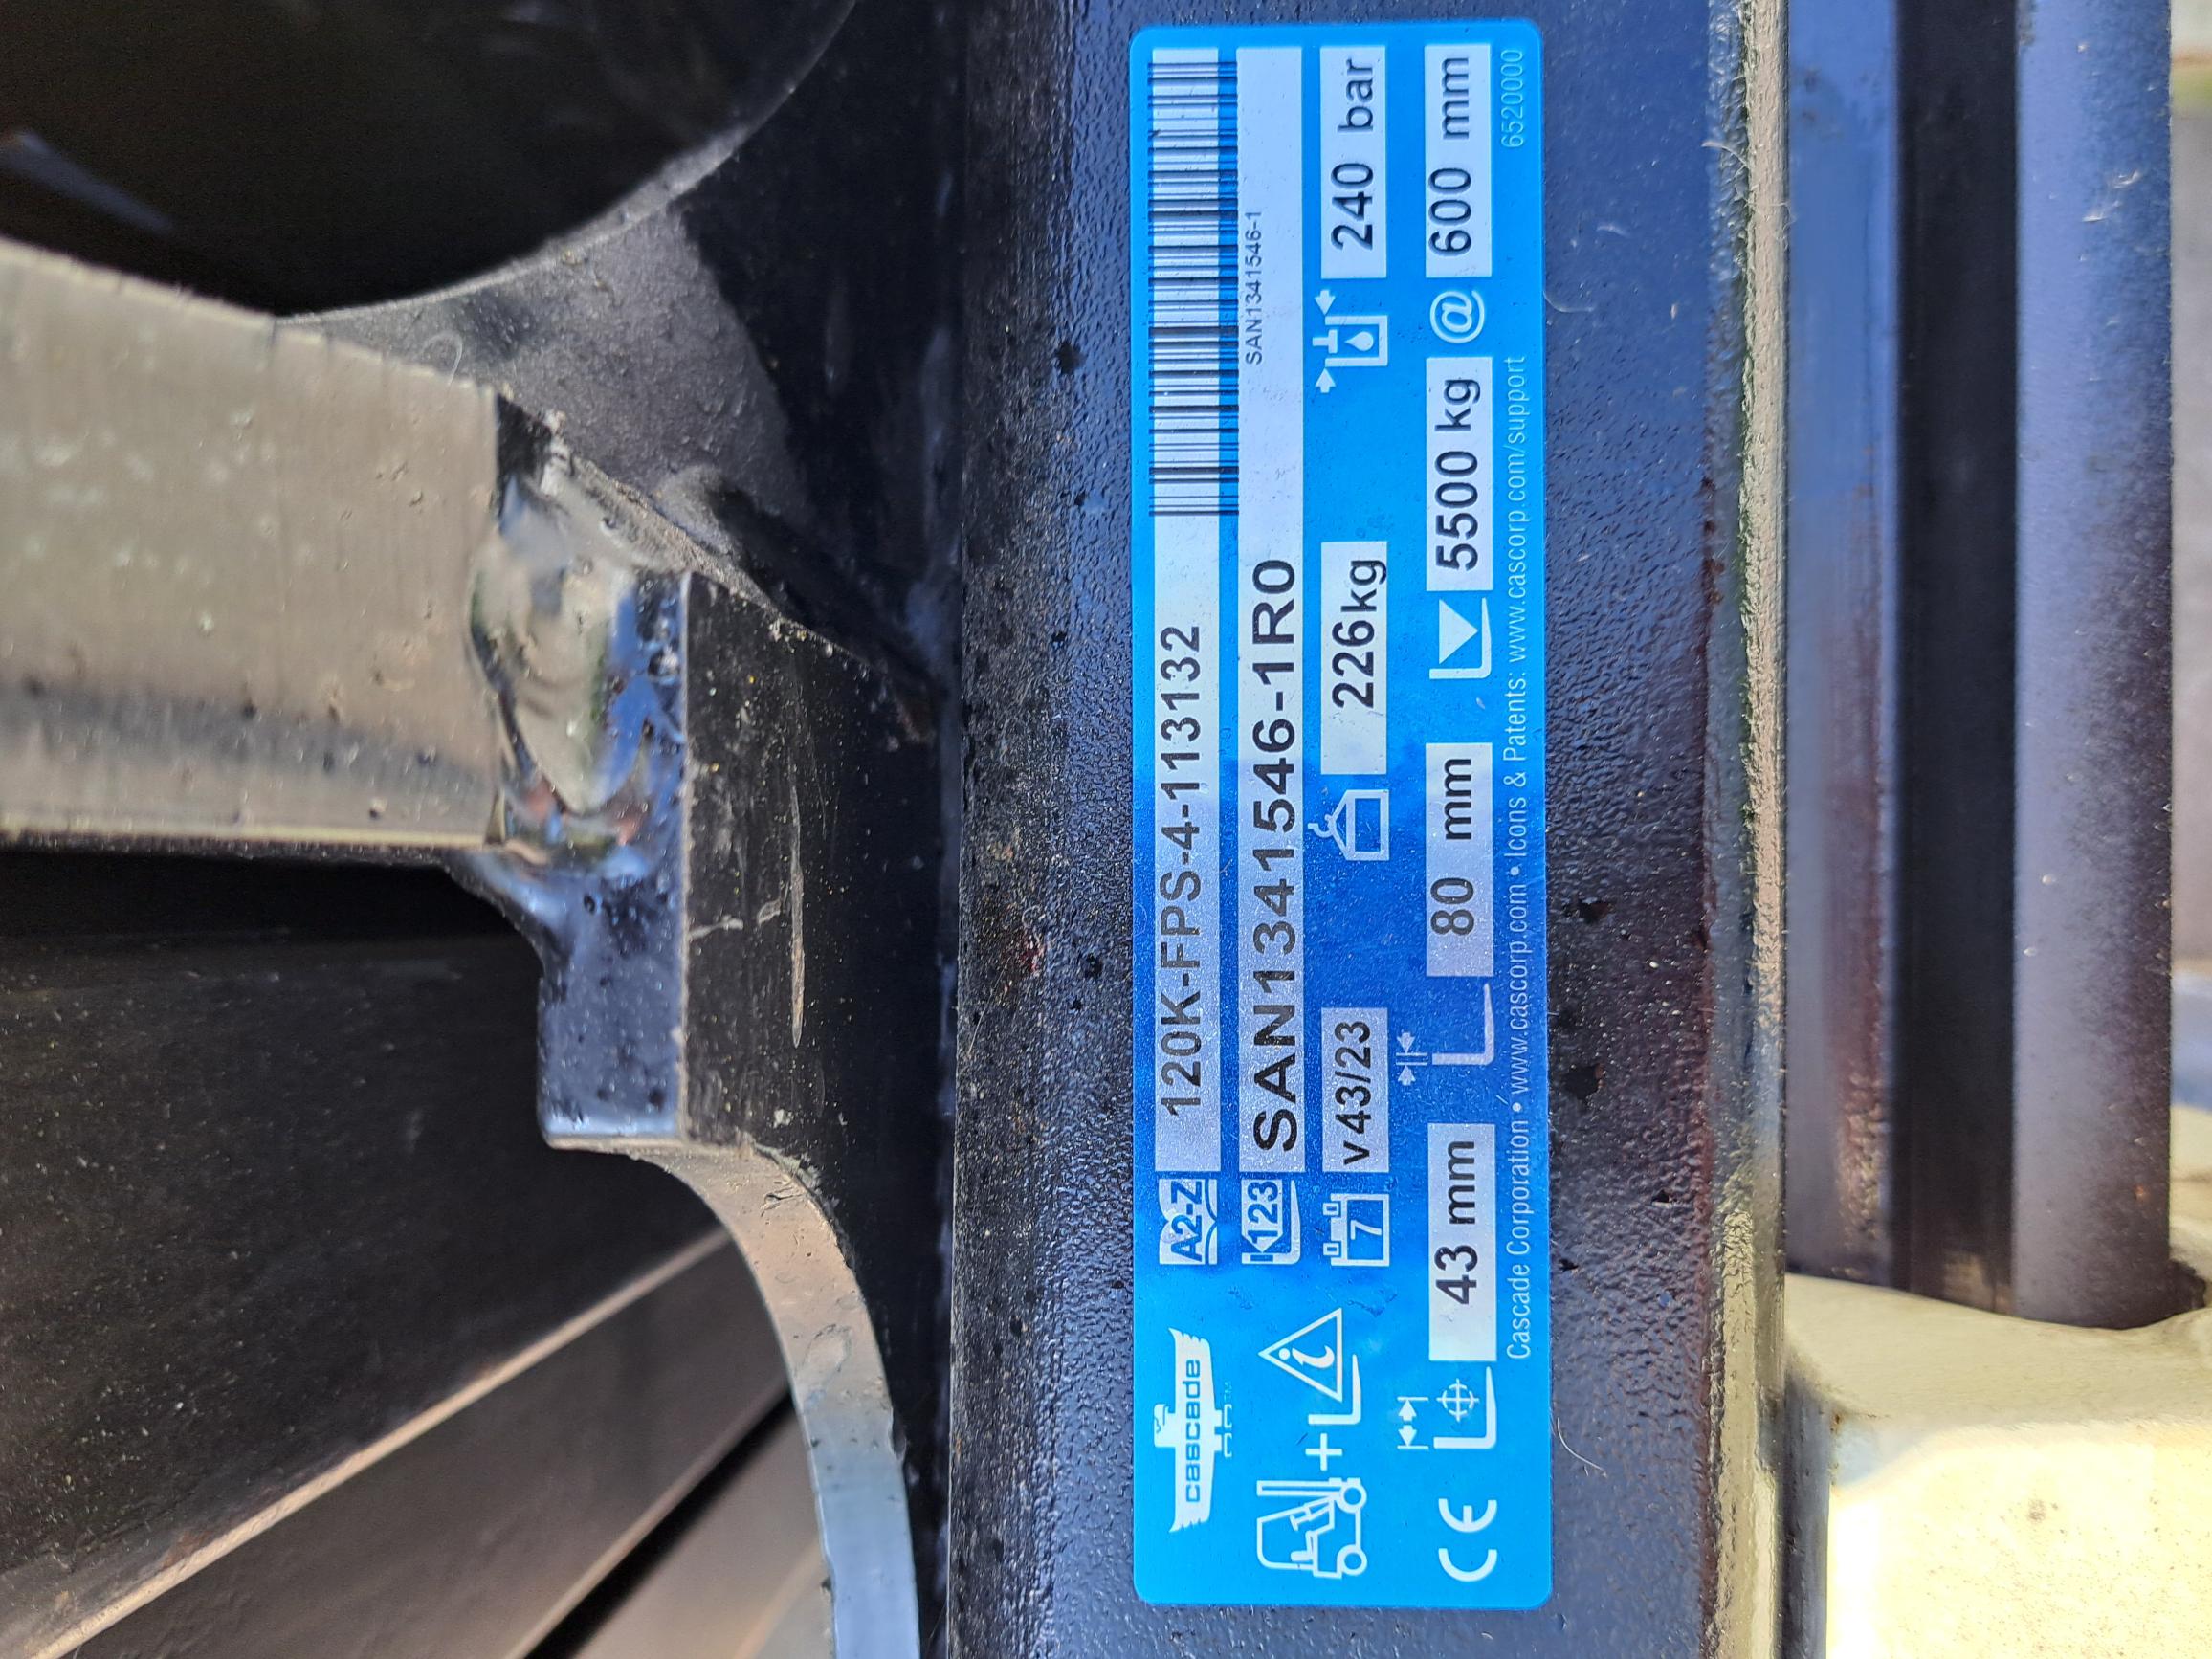 cascade
A2-Z 120K-FPS-4-113132
123 SAN1341546-1R0 SAN1341546-1
7 v43/23 226kg 240 bar
CE 43 mm 80 mm 5500 kg @ 600 mm
Cascade Corporation • www.cascorp.com • Icons & Patents: www.cascorp.com/support 6520000